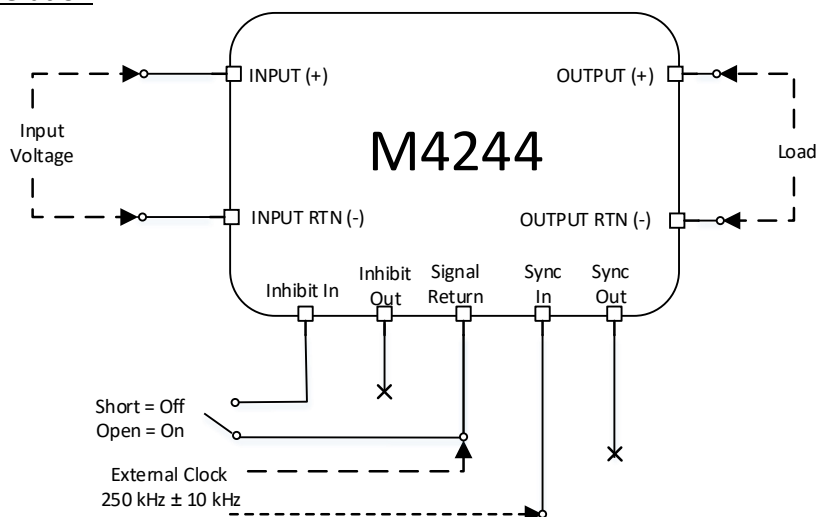 INPUT (+)
OUTPUT (+)
Input
Voltage
M4244
Load
INPUT RTN (-)
OUTPUT RTN (-)
Inhibit In
Inhibit
Out
Signal
Return
Sync
In
Sync
Out
Short = Off
Open = On
External Clock
250 kHz ± 10 kHz